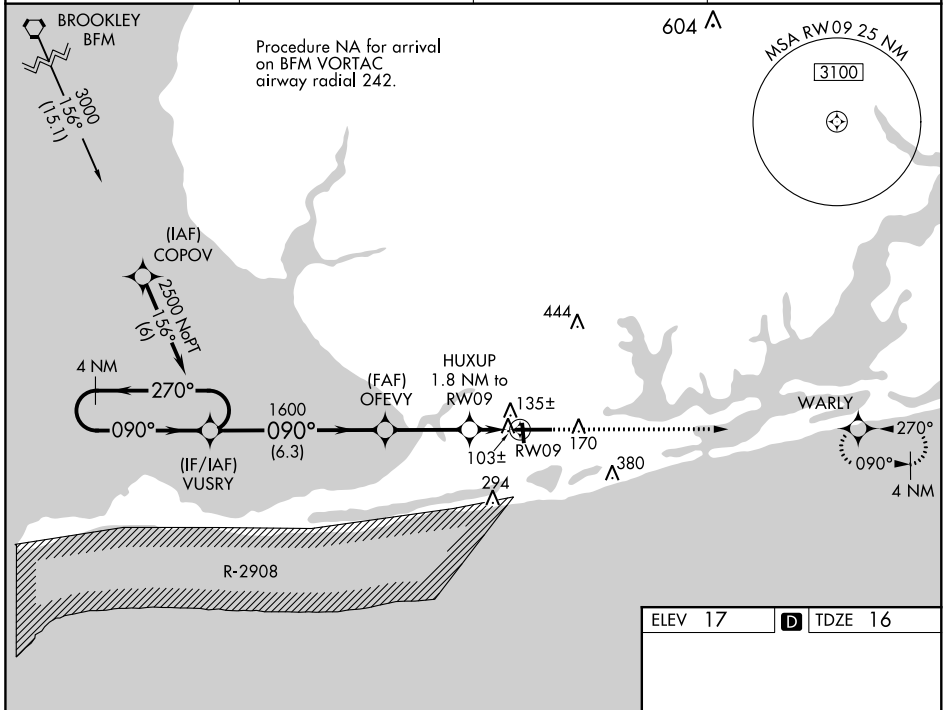 BROOKLEY
BFM
Procedure NA for arrival
on BFM VORTAC
airway radial 242.
604
MSA RW09 25 NM
3100
3000
156°
(15.1)
(IAF)
COPOV
2500 NoPT
156°
(6)
4 NM
270°
090°
(IF/IAF)
VUSRY
1600
090°
(6.3)
(FAF)
OFEVY
HUXUP
1.8 NM to
RW09
444
135±
103±
RW09
170
380
294
WARLY
270°
090°
4 NM
R-2908
ELEV 17
D
TDZE 16